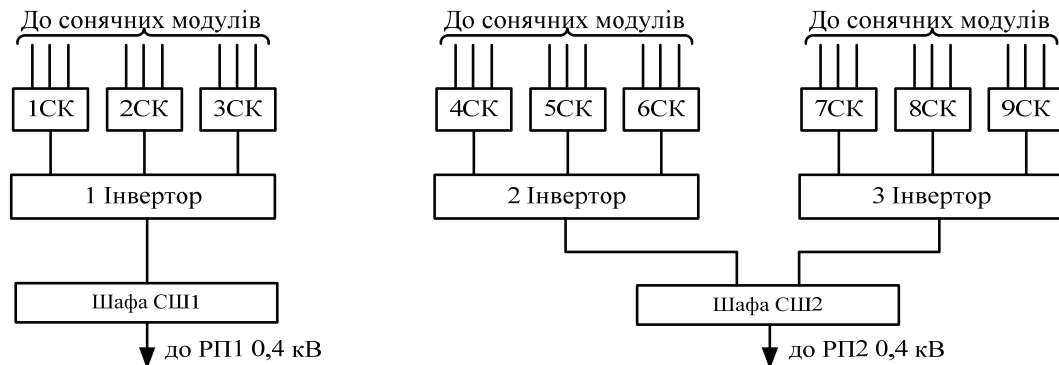 До сонячних модулів
До сонячних модулів
До сонячних модулів
1СК
2СК
3СК
4СК
5СК
6СК
7СК
8СК
9СК
1 Інвертор
2 Інвертор
3 Інвертор
Шафа СШ1
Шафа СШ2
до РП1 0,4 кВ
до РП2 0,4 кВ